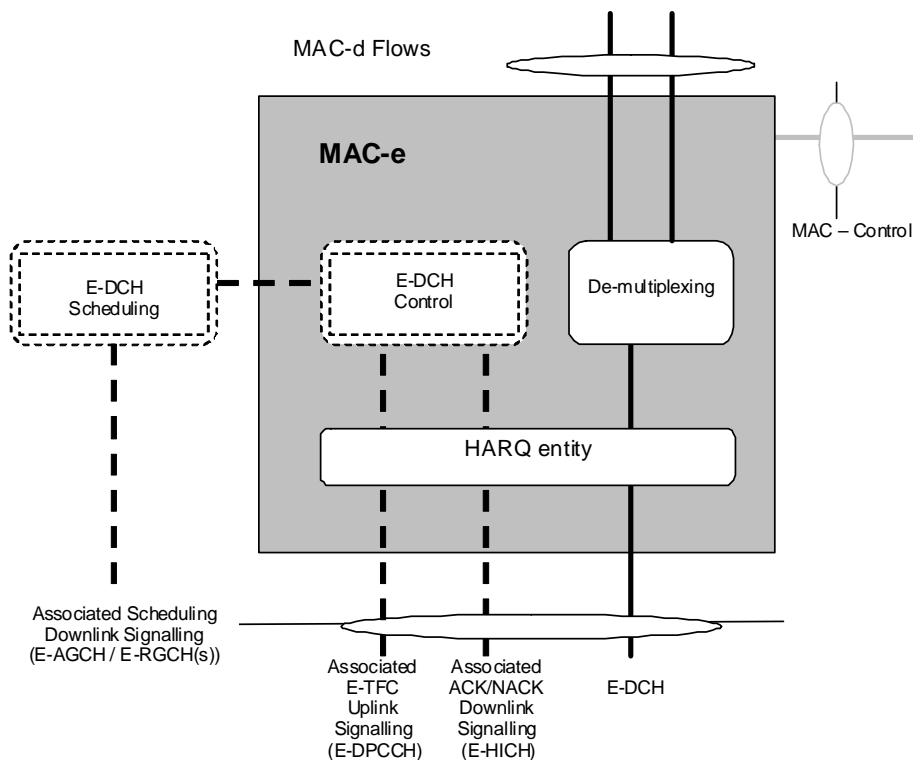 MAC-d Flows
MAC-e
MAC – Control
E-DCH
Scheduling
E-DCH
Control
De-multiplexing
HARQ entity
Associated Scheduling
Downlink Signalling
(E-AGCH / E-RGCH(s))
Associated
E-TFC
Uplink
Signalling
(E-DPCCH)
Associated
ACK/NACK
Downlink
Signalling
(E-HICH)
E-DCH